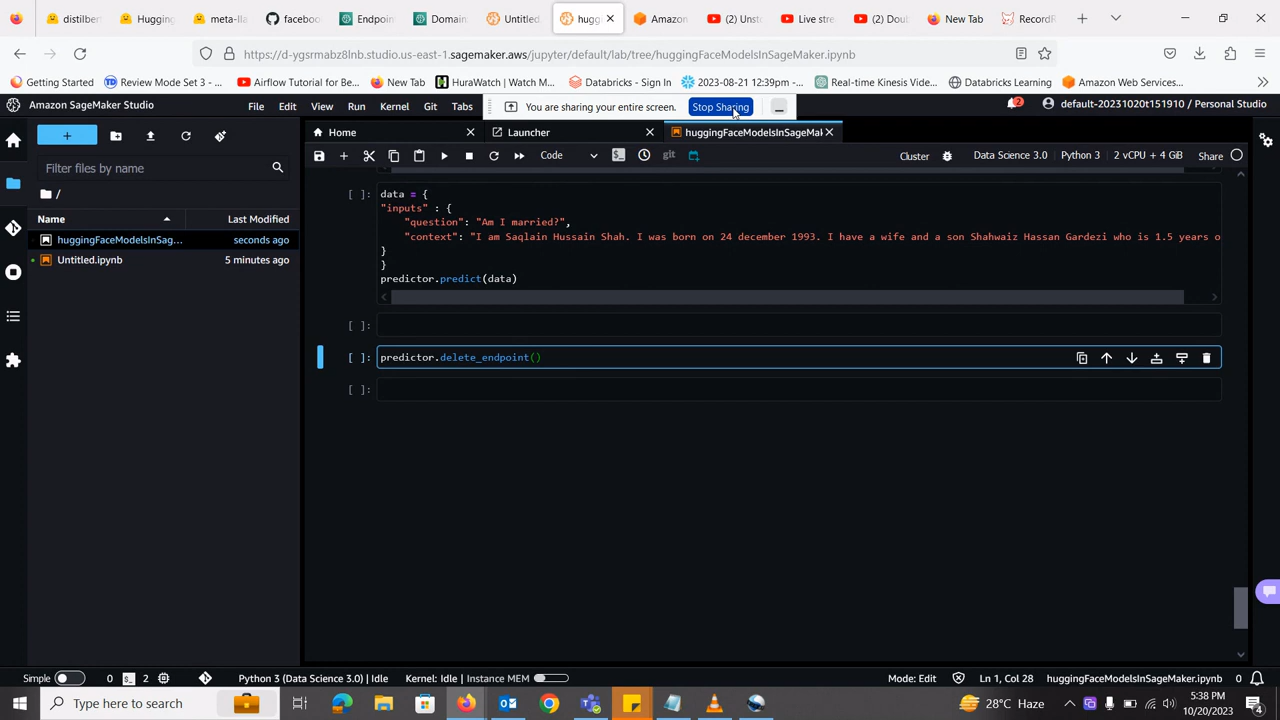 distilbe
Hugging
meta-lla
facebool
Endpoin
Domain
Untitled
hugg
Amazon
(2) Unst
Live stre
(2) Dou
New Tab
RecordR
https://d-ygsrmabz8lnb.studio.us-east-1.sagemaker.aws/jupyter/default/lab/tree/huggingFaceModelsInSageMaker.ipynb
Getting Started
Review Mode Set 3 - ...
Airflow Tutorial for Be...
New Tab
HuraWatch | Watch M...
Databricks - Sign In
2023-08-21 12:39pm -...
Real-time Kinesis Vide...
Databricks Learning
Amazon Web Services...
Amazon SageMaker Studio
File
Edit
View
Run
Kernel
Git
Tabs
You are sharing your entire screen.
Stop Sharing
2
default-20231020t151910 / Personal Studio
Home
Launcher
huggingFaceModelsInSageMal
Code
git
Cluster
Data Science 3.0
Python 3
2 vCPU + 4 GiB
Share
Filter files by name
/
Name
Last Modified
huggingFaceModelsInSag...
seconds ago
Untitled.ipynb
5 minutes ago
[ ]:
data = {
"inputs" : {
"question": "Am I married?",
"context": "I am Saqlain Hussain Shah. I was born on 24 december 1993. I have a wife and a son Shahwaiz Hassan Gardezi who is 1.5 years o
}
}
predictor.predict(data)
[ ]:
[ ]:
predictor.delete_endpoint()
[ ]:
Simple
0
$_
2
Python 3 (Data Science 3.0) | Idle
Kernel: Idle | Instance MEM
Mode: Edit
Ln 1, Col 28
huggingFaceModelsInSageMaker.ipynb
0
Type here to search
28°C Haze
5:38 PM
10/20/2023
4